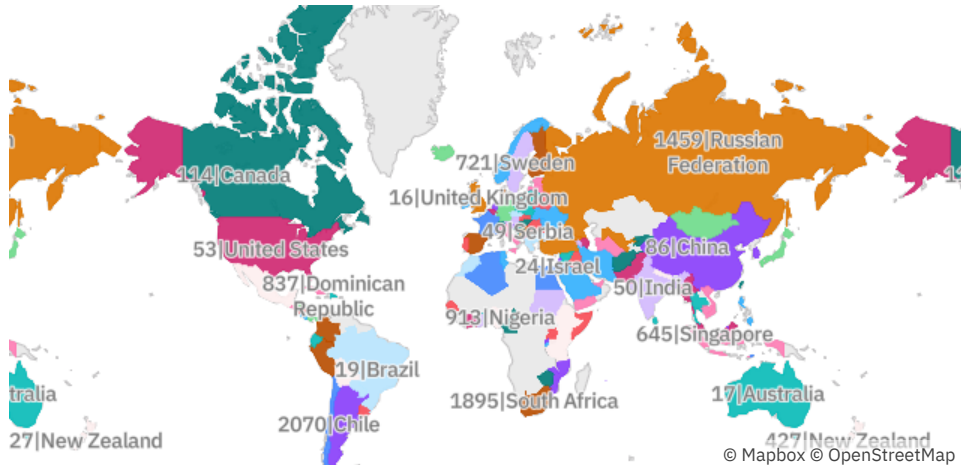 n
1459|Russian
Federation
721|Sweden
114|Canada
11
16|United Kingdom
49|Serbia
53|United States
86|China
24|Israel
837|Dominican
Republic
50|India
913|Nigeria
645|Singapore
19|Brazil
tralia
17|Australia
1895|South Africa
2070|Chile
27|New Zealand
427|New Zealand
© Mapbox © OpenStreetMap